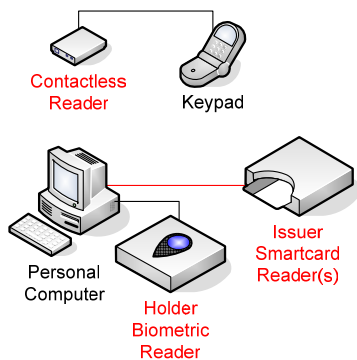 Contactless
Reader
Keypad
Personal
Computer
Issuer
Smartcard
Reader(s)
Holder
Biometric
Reader